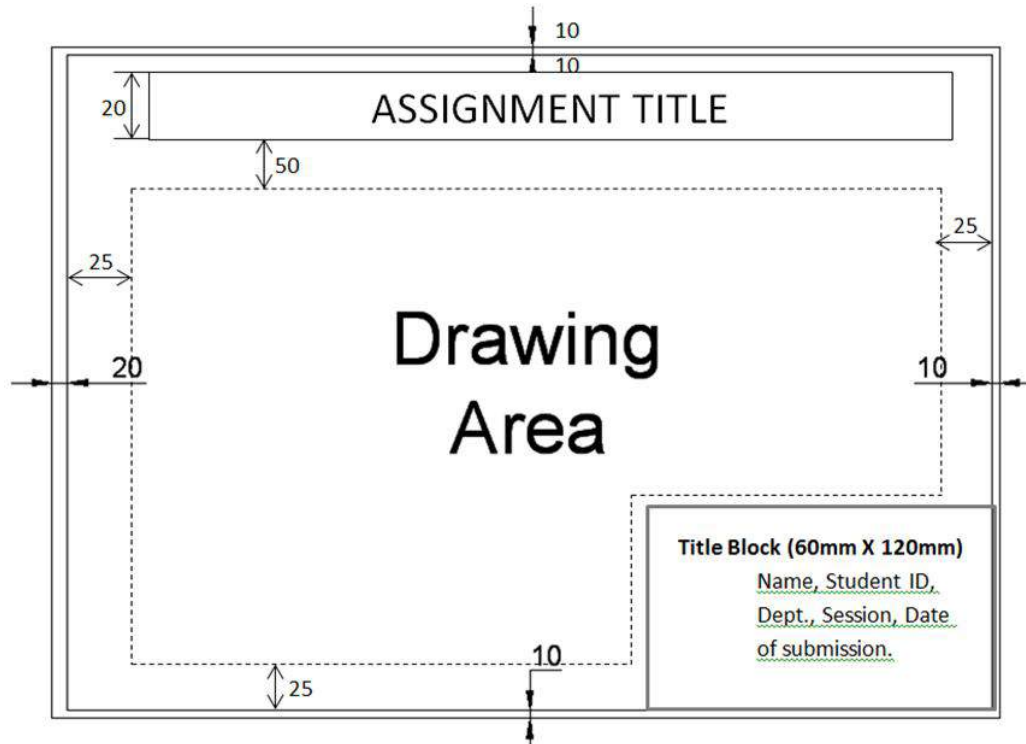 10
10
20
ASSIGNMENT TITLE
50
25
25
Drawing
Area
20
10
Title Block (60mm X 120mm)
Name, Student ID,
Dept., Session, Date
of submission.
10
25